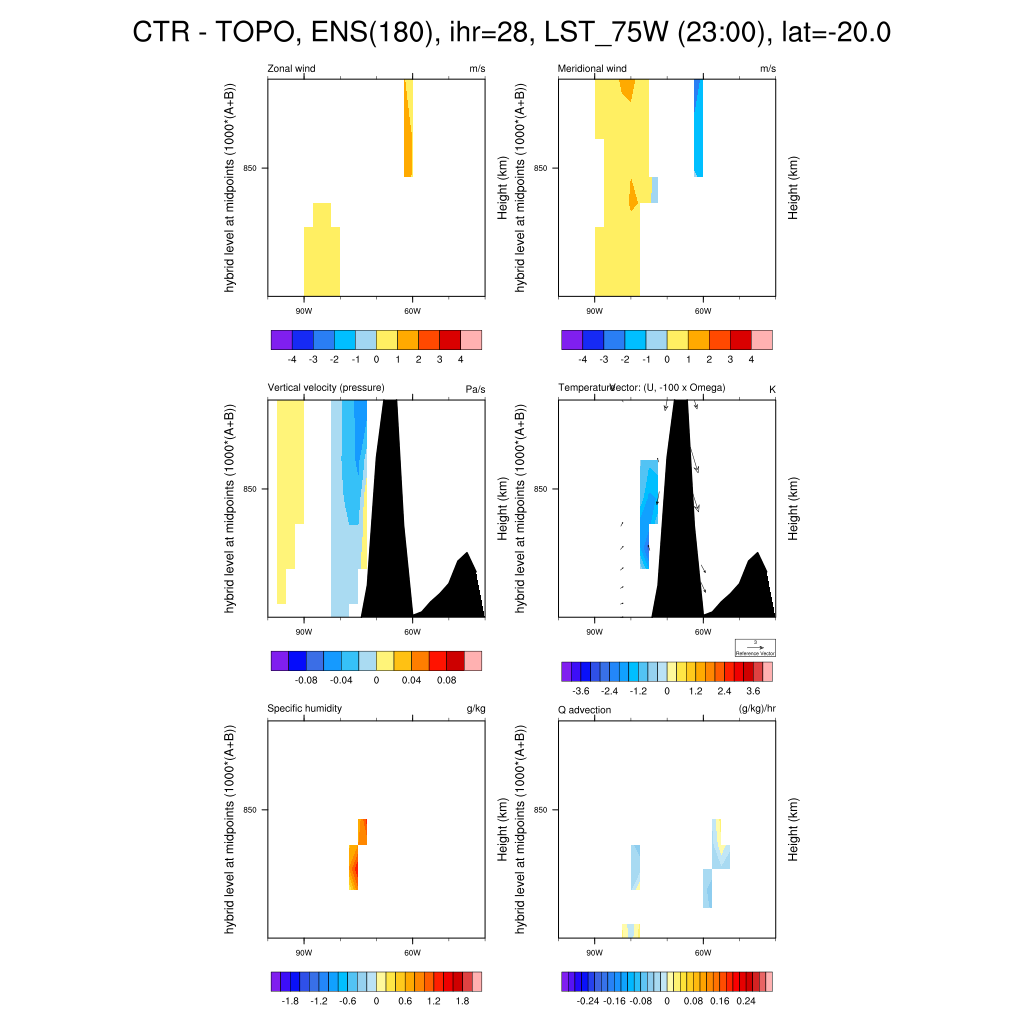 CTR - TOPO, ENS(180), ihr=28, LST_75W (23:00), lat=-20.0
Zonal wind m/s
hybrid level at midpoints (1000*(A+B))
850
Height (km)
90W 60W
-4 -3 -2 -1 0 1 2 3 4
Meridional wind m/s
hybrid level at midpoints (1000*(A+B))
850
Height (km)
90W 60W
-4 -3 -2 -1 0 1 2 3 4
Vertical velocity (pressure) Pa/s
hybrid level at midpoints (1000*(A+B))
850
Height (km)
90W 60W
-0.08 -0.04 0 0.04 0.08
Temperature Vector: (U, -100 x Omega) K
hybrid level at midpoints (1000*(A+B))
850
Height (km)
90W 60W
3
Reference Vector
-3.6 -2.4 -1.2 0 1.2 2.4 3.6
Specific humidity g/kg
hybrid level at midpoints (1000*(A+B))
850
Height (km)
90W 60W
-1.8 -1.2 -0.6 0 0.6 1.2 1.8
Q advection (g/kg)/hr
hybrid level at midpoints (1000*(A+B))
850
Height (km)
90W 60W
-0.24 -0.16 -0.08 0 0.08 0.16 0.24